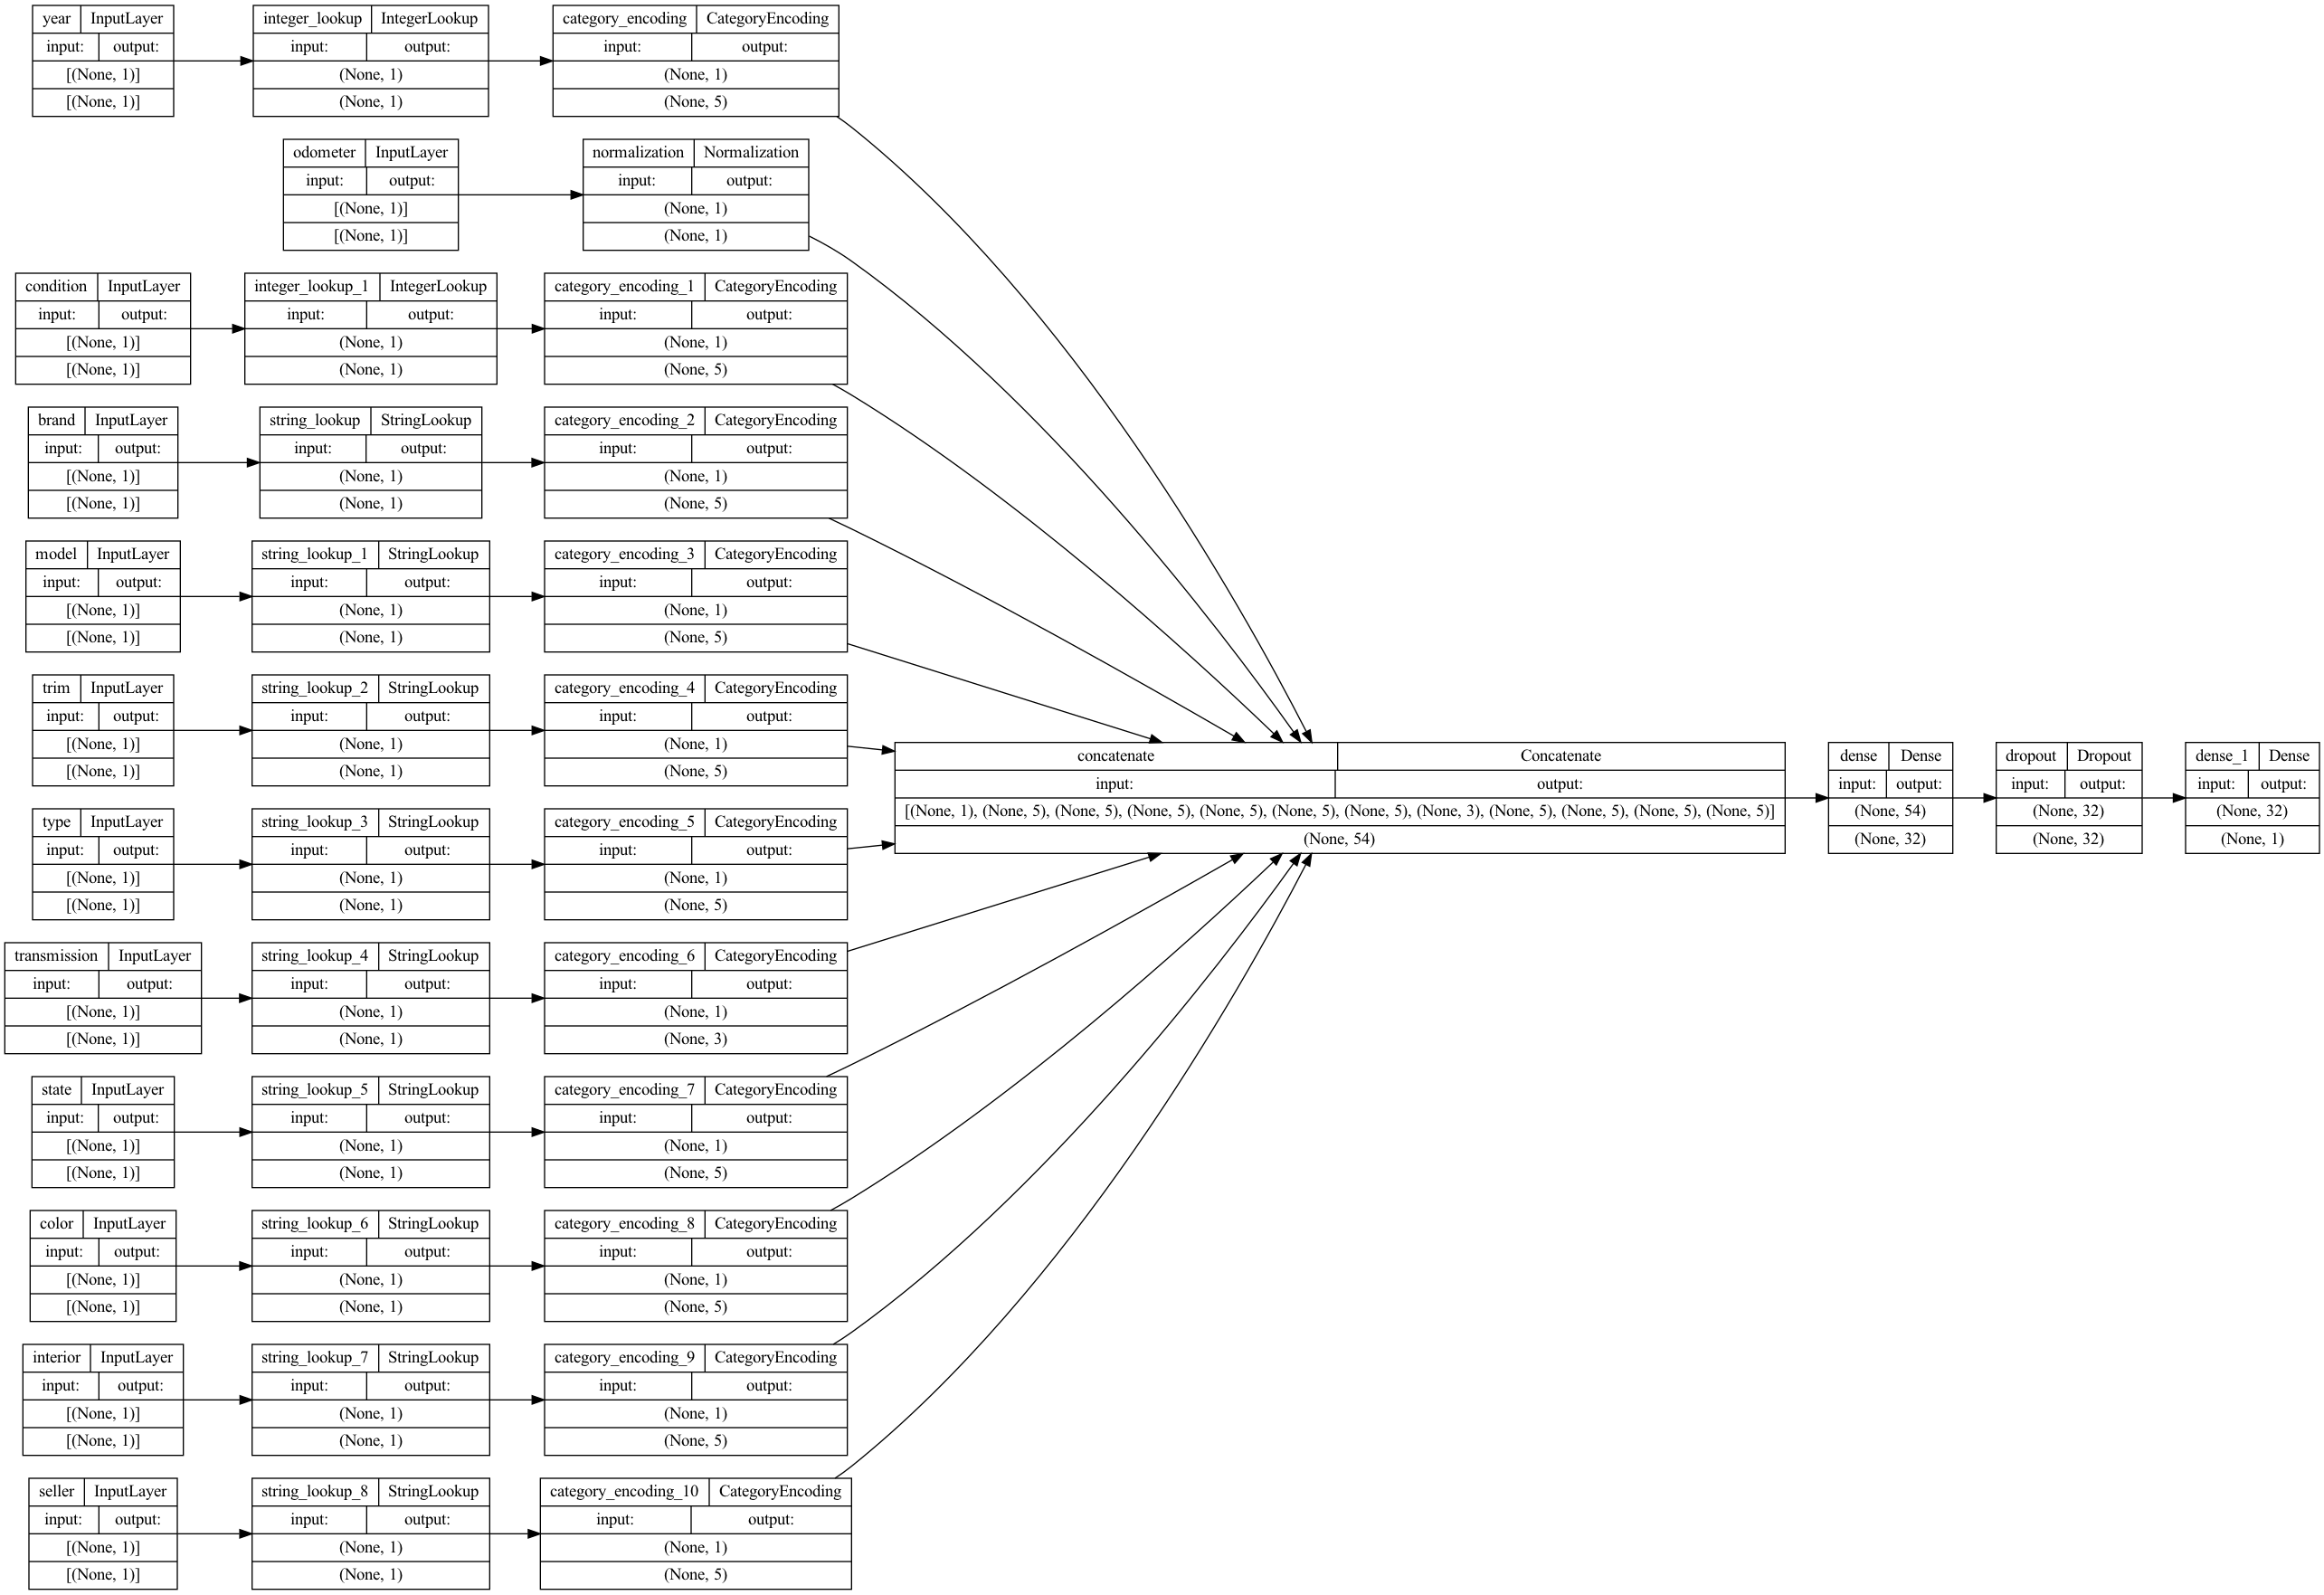 year InputLayer
input: output:
[(None, 1)]
[(None, 1)]
integer_lookup IntegerLookup
input: output:
(None, 1)
(None, 1)
category_encoding CategoryEncoding
input: output:
(None, 1)
(None, 5)
odometer InputLayer
input: output:
[(None, 1)]
[(None, 1)]
normalization Normalization
input: output:
(None, 1)
(None, 1)
condition InputLayer
input: output:
[(None, 1)]
[(None, 1)]
integer_lookup_1 IntegerLookup
input: output:
(None, 1)
(None, 1)
category_encoding_1 CategoryEncoding
input: output:
(None, 1)
(None, 5)
brand InputLayer
input: output:
[(None, 1)]
[(None, 1)]
string_lookup StringLookup
input: output:
(None, 1)
(None, 1)
category_encoding_2 CategoryEncoding
input: output:
(None, 1)
(None, 5)
model InputLayer
input: output:
[(None, 1)]
[(None, 1)]
string_lookup_1 StringLookup
input: output:
(None, 1)
(None, 1)
category_encoding_3 CategoryEncoding
input: output:
(None, 1)
(None, 5)
trim InputLayer
input: output:
[(None, 1)]
[(None, 1)]
string_lookup_2 StringLookup
input: output:
(None, 1)
(None, 1)
category_encoding_4 CategoryEncoding
input: output:
(None, 1)
(None, 5)
type InputLayer
input: output:
[(None, 1)]
[(None, 1)]
string_lookup_3 StringLookup
input: output:
(None, 1)
(None, 1)
category_encoding_5 CategoryEncoding
input: output:
(None, 1)
(None, 5)
transmission InputLayer
input: output:
[(None, 1)]
[(None, 1)]
string_lookup_4 StringLookup
input: output:
(None, 1)
(None, 1)
category_encoding_6 CategoryEncoding
input: output:
(None, 1)
(None, 3)
state InputLayer
input: output:
[(None, 1)]
[(None, 1)]
string_lookup_5 StringLookup
input: output:
(None, 1)
(None, 1)
category_encoding_7 CategoryEncoding
input: output:
(None, 1)
(None, 5)
color InputLayer
input: output:
[(None, 1)]
[(None, 1)]
string_lookup_6 StringLookup
input: output:
(None, 1)
(None, 1)
category_encoding_8 CategoryEncoding
input: output:
(None, 1)
(None, 5)
interior InputLayer
input: output:
[(None, 1)]
[(None, 1)]
string_lookup_7 StringLookup
input: output:
(None, 1)
(None, 1)
category_encoding_9 CategoryEncoding
input: output:
(None, 1)
(None, 5)
seller InputLayer
input: output:
[(None, 1)]
[(None, 1)]
string_lookup_8 StringLookup
input: output:
(None, 1)
(None, 1)
category_encoding_10 CategoryEncoding
input: output:
(None, 1)
(None, 5)
concatenate Concatenate
input: output:
[(None, 1), (None, 5), (None, 5), (None, 5), (None, 5), (None, 5), (None, 5), (None, 3), (None, 5), (None, 5), (None, 5), (None, 5)]
(None, 54)
dense Dense
input: output:
(None, 54)
(None, 32)
dropout Dropout
input: output:
(None, 32)
(None, 32)
dense_1 Dense
input: output:
(None, 32)
(None, 1)